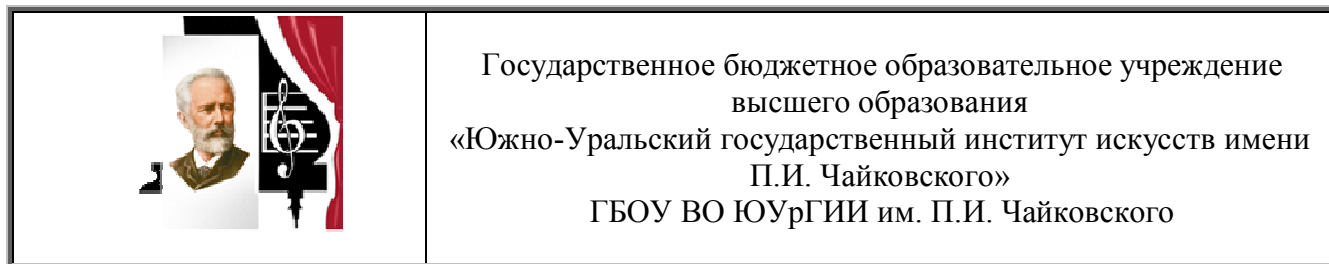 Государственное бюджетное образовательное учреждение
высшего образования
«Южно-Уральский государственный институт искусств имени
П.И. Чайковского»
ГБОУ ВО ЮУрГИИ им. П.И. Чайковского